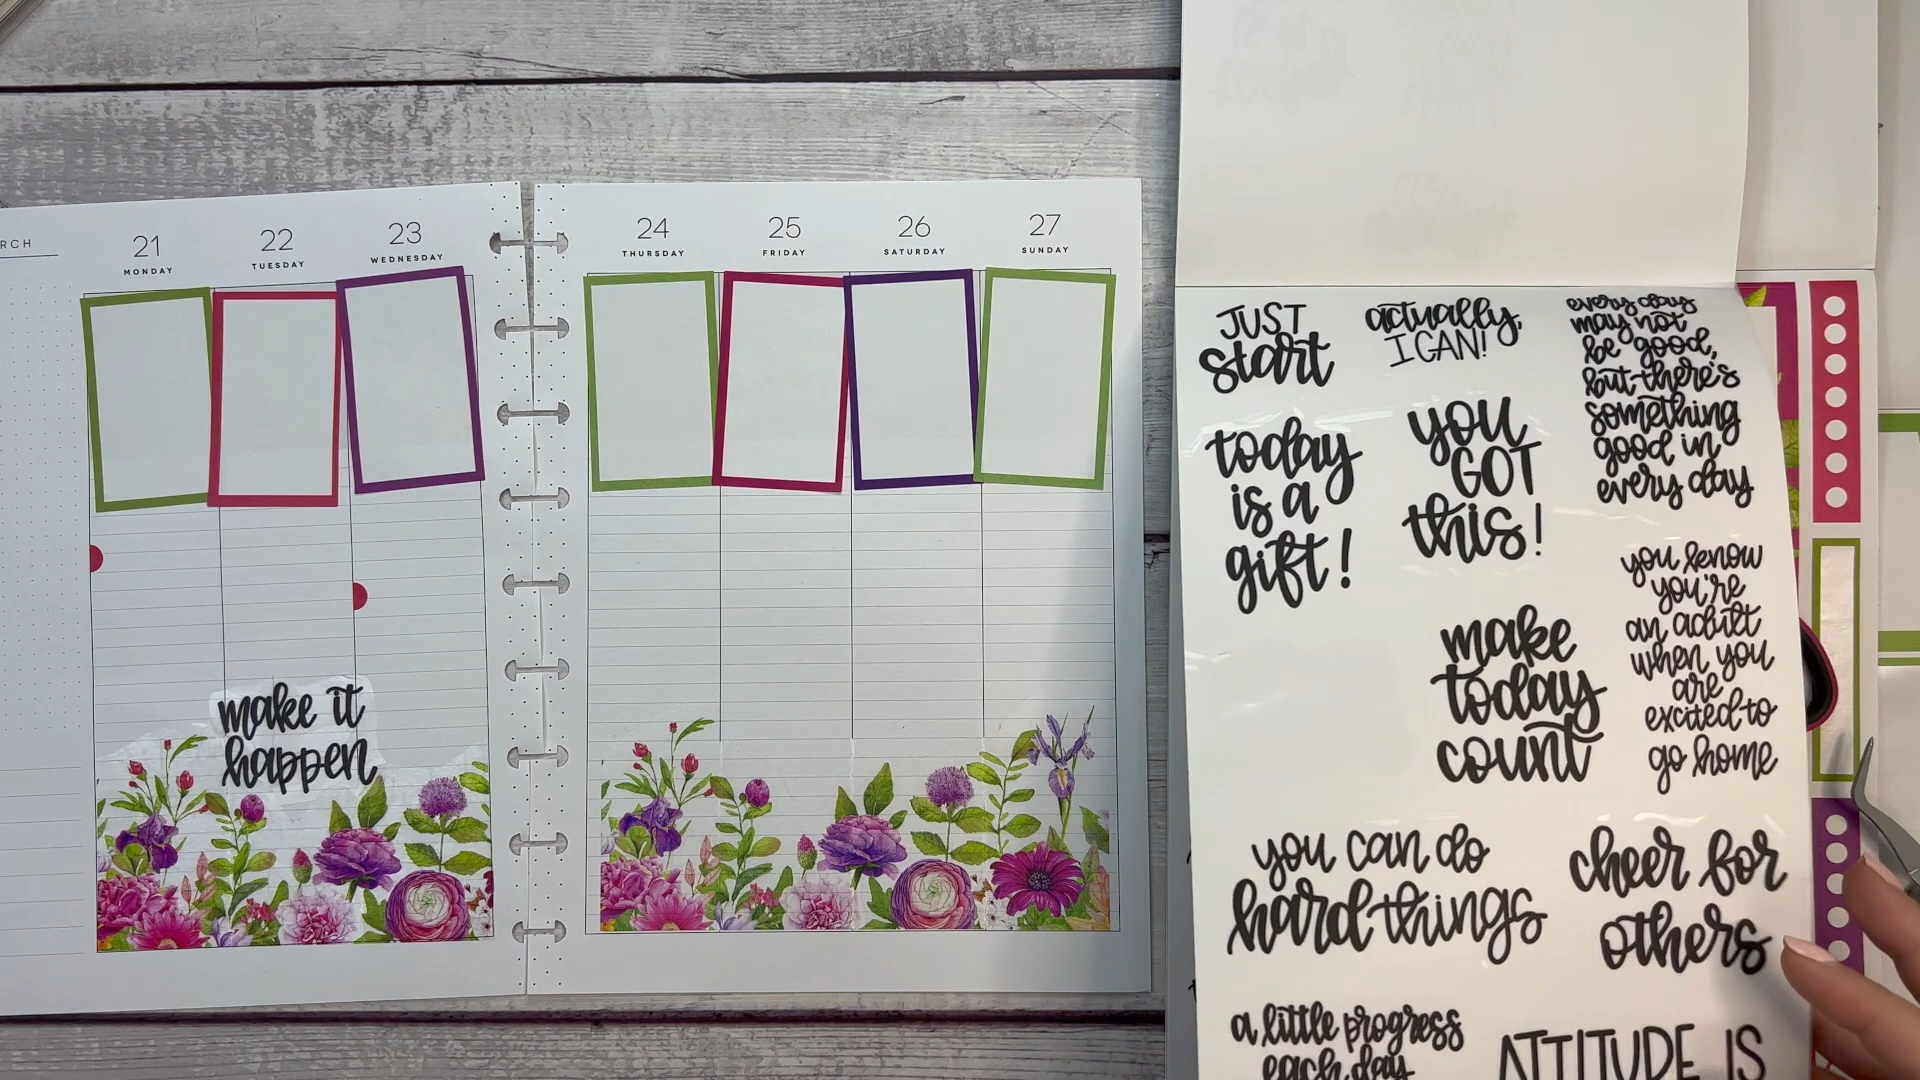 RCH
21
MONDAY
22
TUESDAY
23
WEDNESDAY
24
THURSDAY
25
FRIDAY
26
SATURDAY
27
SUNDAY
make it
happen
JUST
start
actually,
I CAN!
every day
may not
be good,
but there's
something
good in
every day
today
is a
gift!
you
GOT
this!
you know
you're
an adult
when you
are
excited to
go home
make
today
count
you can do
hard things
cheer for
others
a little progress
each day
ATTITUDE IS